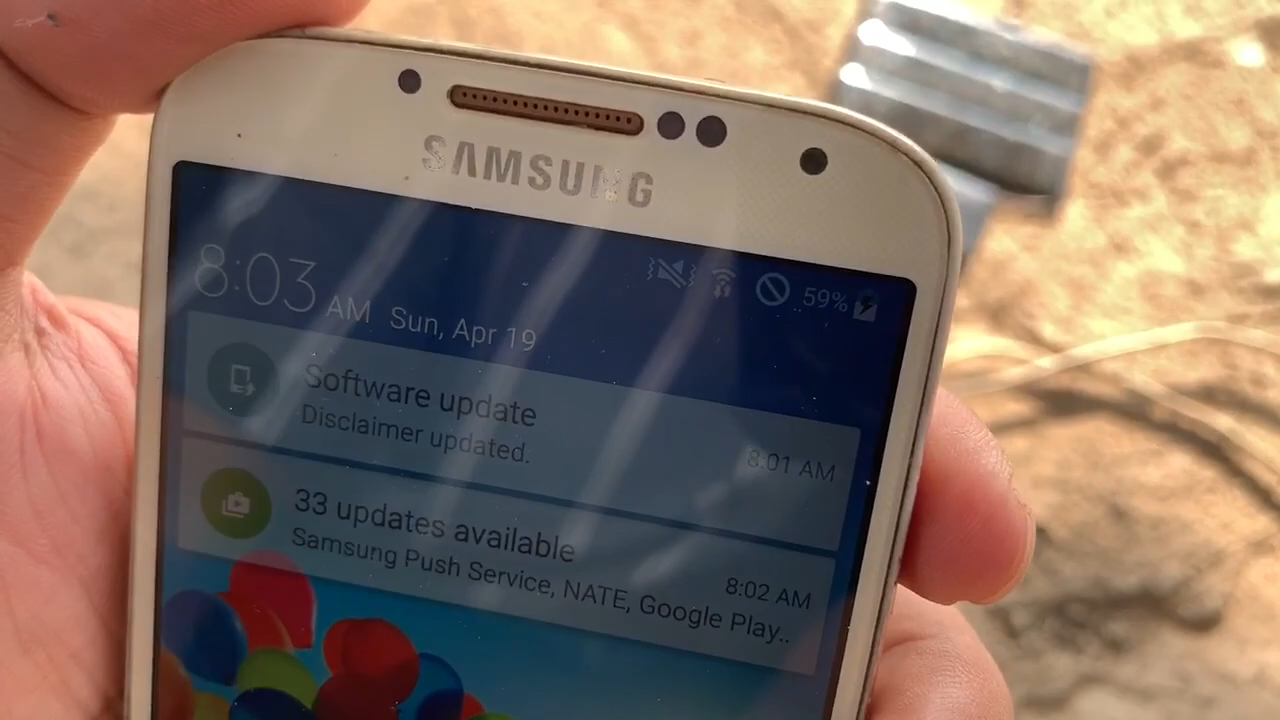 SAMSUNG
59%
8:03 AM Sun, Apr 19
Software update
Disclaimer updated.
8:01 AM
33 updates available
8:02 AM
Samsung Push Service, NATE, Google Play..